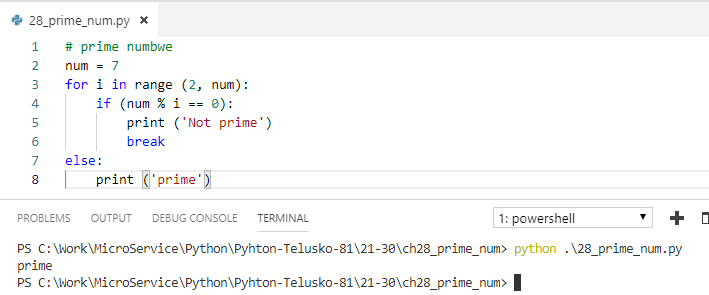 28_prime_num.py ×
1 # prime numbwe
2 num = 7
3 for i in range (2, num):
4 if (num % i == 0):
5 print ('Not prime')
6 break
7 else:
8 print ('prime')
PROBLEMS OUTPUT DEBUG CONSOLE TERMINAL 1: powershell
PS C:\Work\MicroService\Python\Pyhton-Telusko-81\21-30\ch28_prime_num> python .\28_prime_num.py
prime
PS C:\Work\MicroService\Python\Pyhton-Telusko-81\21-30\ch28_prime_num>